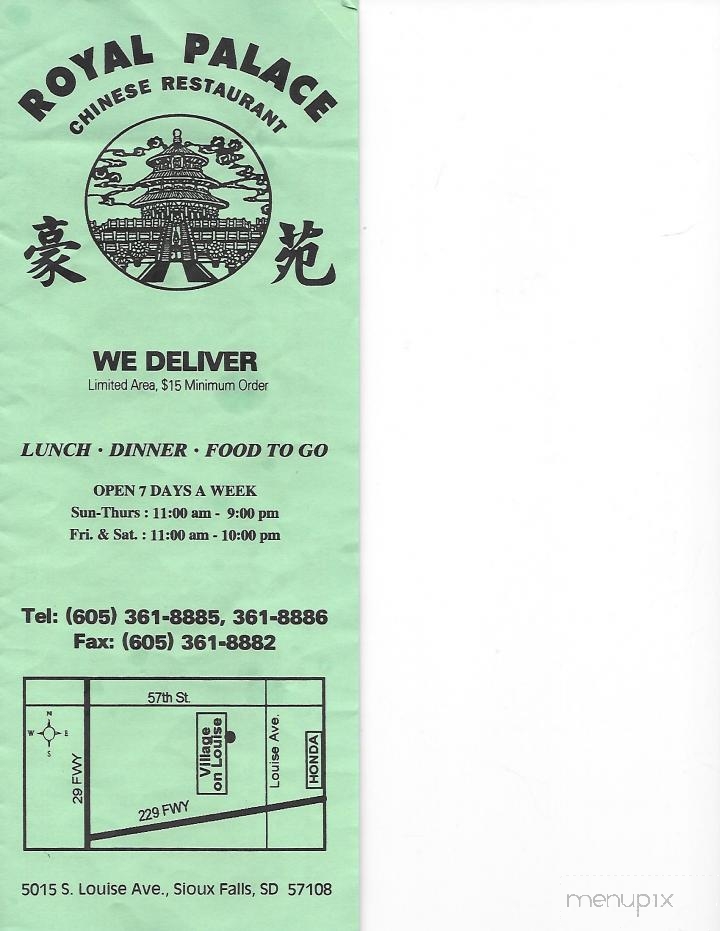 ROYAL PALACE
CHINESE RESTAURANT
豪 苑
WE DELIVER
Limited Area, $15 Minimum Order
LUNCH · DINNER · FOOD TO GO
OPEN 7 DAYS A WEEK
Sun-Thurs : 11:00 am - 9:00 pm
Fri. & Sat. : 11:00 am - 10:00 pm
Tel: (605) 361-8885, 361-8886
Fax: (605) 361-8882
57th St.
N
W E
S
29 FWY
Village
on Louise
Louise Ave.
HONDA
229 FWY
5015 S. Louise Ave., Sioux Falls, SD 57108
menupix